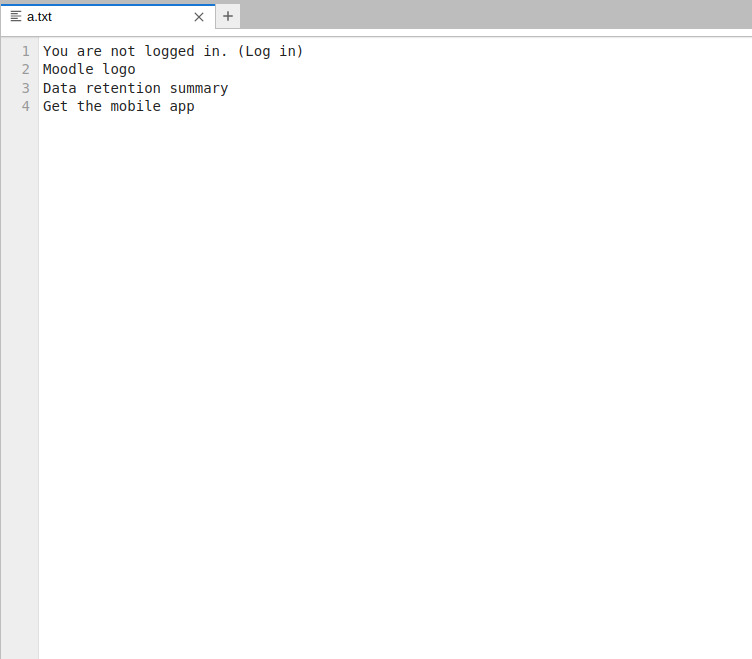 a.txt
1 You are not logged in. (Log in)
2 Moodle logo
3 Data retention summary
4 Get the mobile app